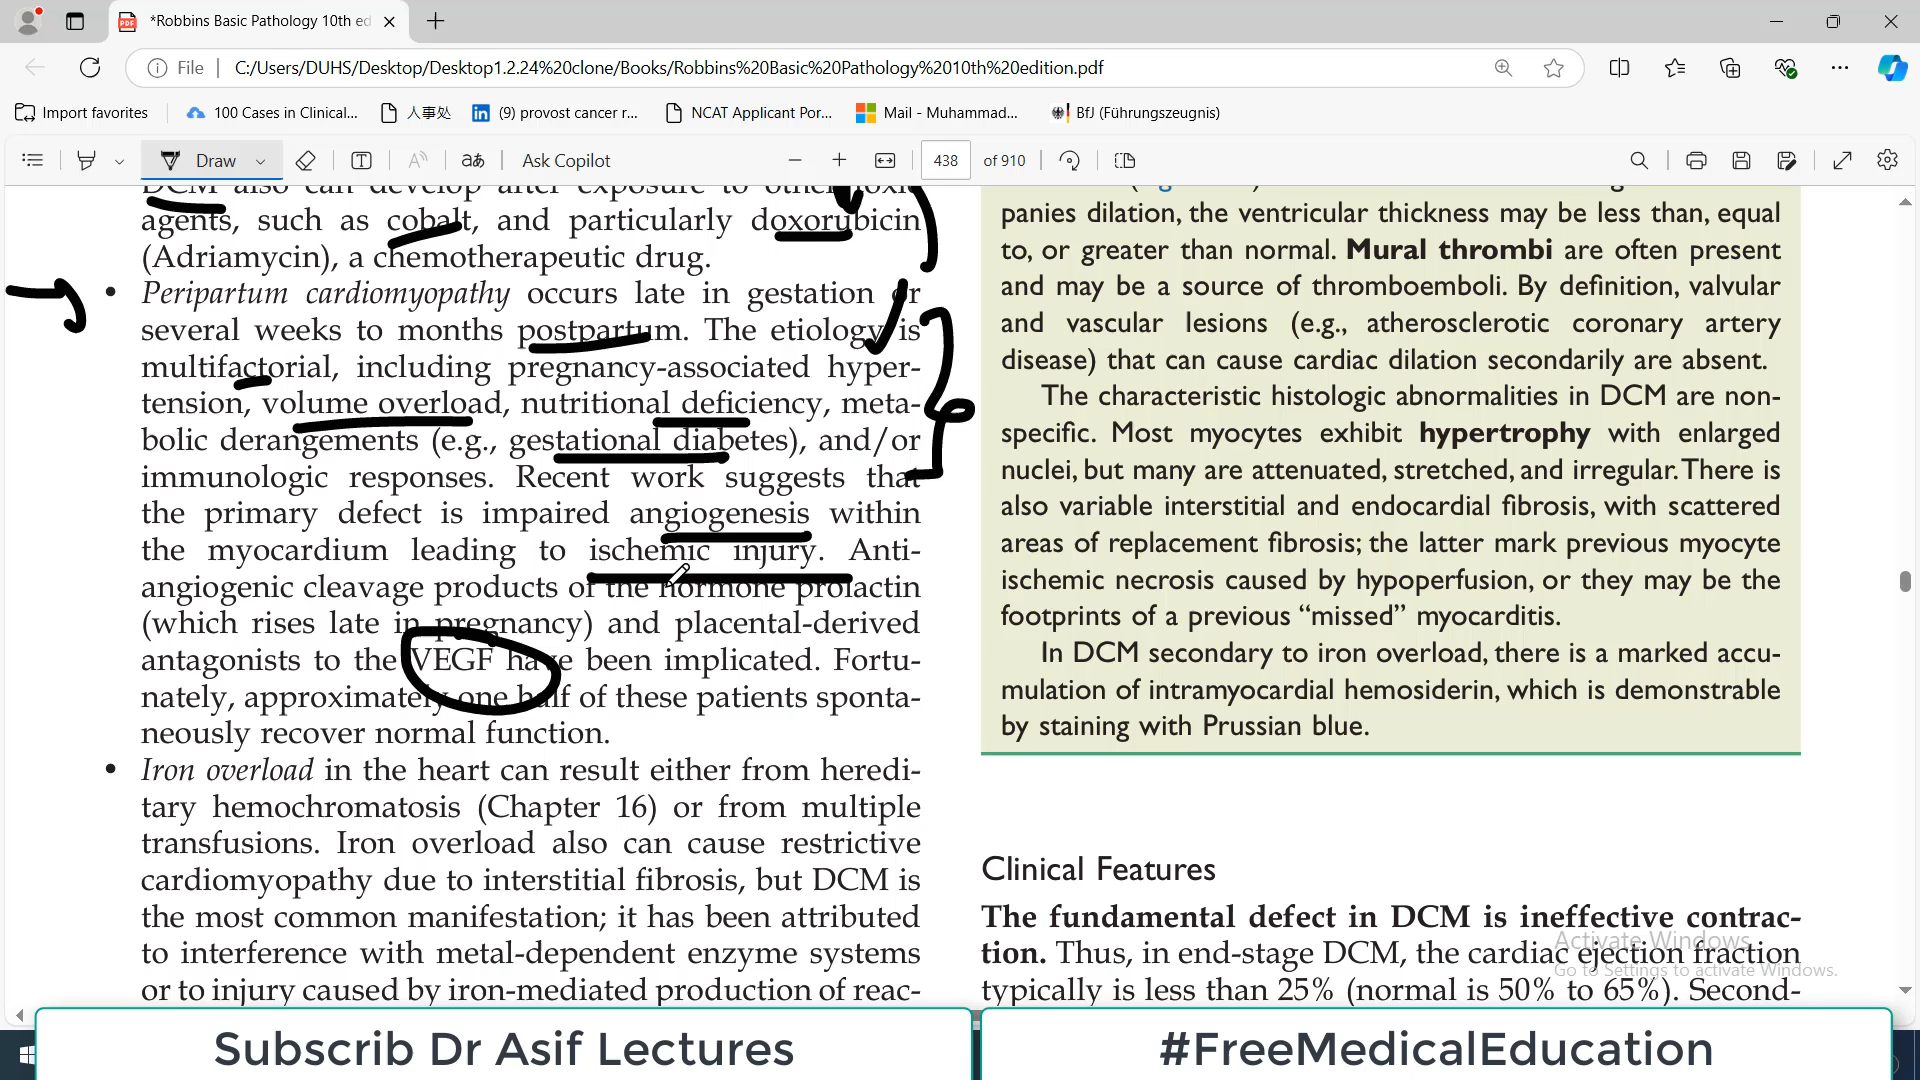 *Robbins Basic Pathology 10th ed
File
C:/Users/DUHS/Desktop/Desktop1.2.24%20clone/Books/Robbins%20Basic%20Pathology%2010th%20edition.pdf
Import favorites
100 Cases in Clinical...
人事处
(9) provost cancer r...
NCAT Applicant Por...
Mail - Muhammad...
BfJ (Führungszeugnis)
Draw
Ask Copilot
438 of 910
DCM also can develop after exposure to other toxic
agents, such as cobalt, and particularly doxorubicin
(Adriamycin), a chemotherapeutic drug.
• Peripartum cardiomyopathy occurs late in gestation or
several weeks to months postpartum. The etiology is
multifactorial, including pregnancy-associated hyper-
tension, volume overload, nutritional deficiency, meta-
bolic derangements (e.g., gestational diabetes), and/or
immunologic responses. Recent work suggests that
the primary defect is impaired angiogenesis within
the myocardium leading to ischemic injury. Anti-
angiogenic cleavage products of the hormone prolactin
(which rises late in pregnancy) and placental-derived
antagonists to the VEGF have been implicated. Fortu-
nately, approximately one half of these patients sponta-
neously recover normal function.
• Iron overload in the heart can result either from heredi-
tary hemochromatosis (Chapter 16) or from multiple
transfusions. Iron overload also can cause restrictive
cardiomyopathy due to interstitial fibrosis, but DCM is
the most common manifestation; it has been attributed
to interference with metal-dependent enzyme systems
or to injury caused by iron-mediated production of reac-
panies dilation, the ventricular thickness may be less than, equal
to, or greater than normal. Mural thrombi are often present
and may be a source of thromboemboli. By definition, valvular
and vascular lesions (e.g., atherosclerotic coronary artery
disease) that can cause cardiac dilation secondarily are absent.
The characteristic histologic abnormalities in DCM are non-
specific. Most myocytes exhibit hypertrophy with enlarged
nuclei, but many are attenuated, stretched, and irregular. There is
also variable interstitial and endocardial fibrosis, with scattered
areas of replacement fibrosis; the latter mark previous myocyte
ischemic necrosis caused by hypoperfusion, or they may be the
footprints of a previous “missed” myocarditis.
In DCM secondary to iron overload, there is a marked accu-
mulation of intramyocardial hemosiderin, which is demonstrable
by staining with Prussian blue.
Clinical Features
The fundamental defect in DCM is ineffective contrac-
tion. Thus, in end-stage DCM, the cardiac ejection fraction
typically is less than 25% (normal is 50% to 65%). Second-
Activate Windows
Go to Settings to activate Windows.
Subscrib Dr Asif Lectures
#FreeMedicalEducation